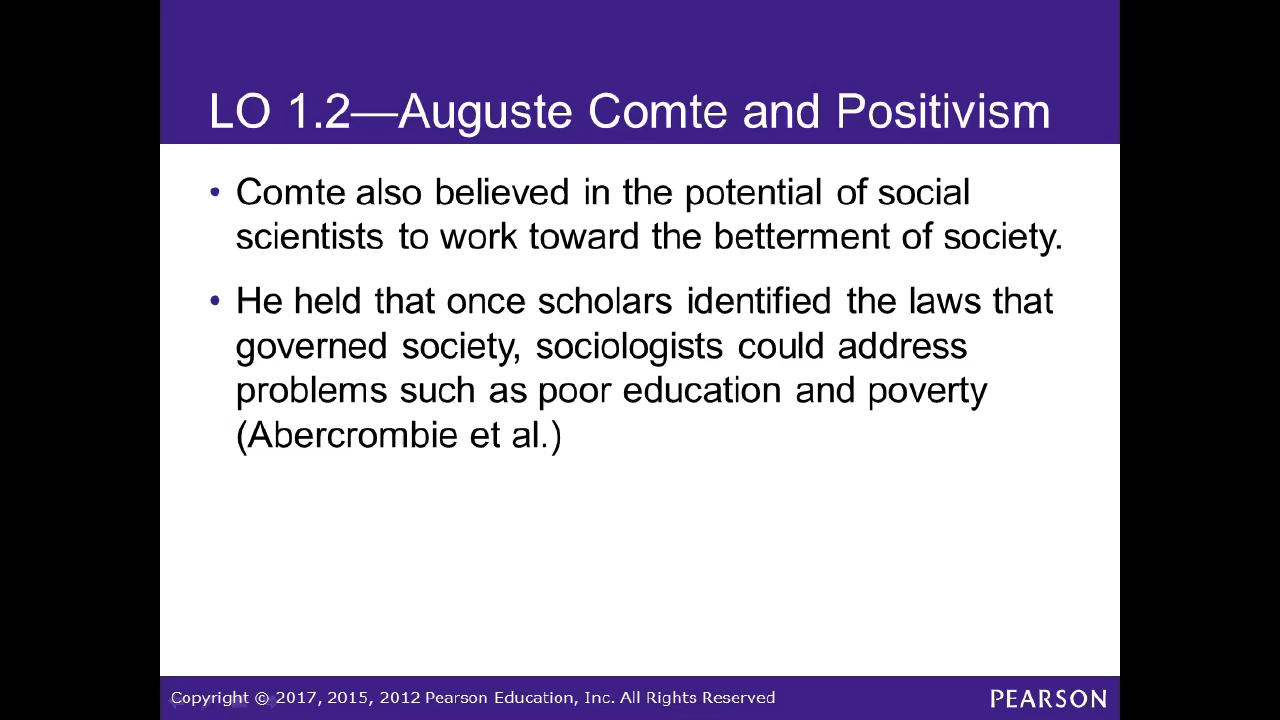 LO 1.2—Auguste Comte and Positivism
• Comte also believed in the potential of social
scientists to work toward the betterment of society.
• He held that once scholars identified the laws that
governed society, sociologists could address
problems such as poor education and poverty
(Abercrombie et al.)
Copyright © 2017, 2015, 2012 Pearson Education, Inc. All Rights Reserved
PEARSON